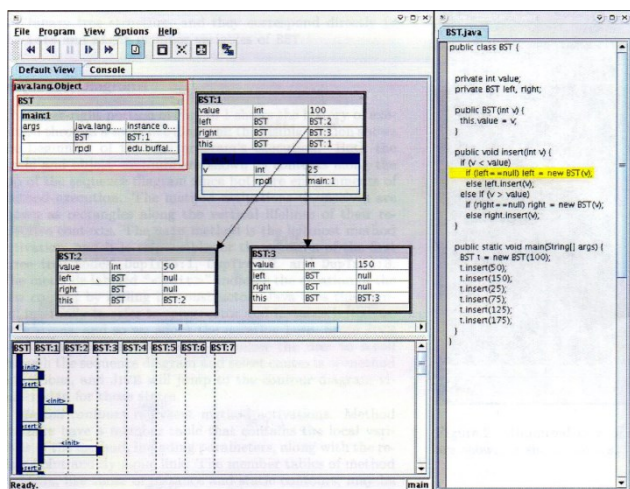 File Program View Options Help
Default View Console
java.lang.Object
BST
main:1
args java.lang.... instance o...
t BST BST:1
rpdl edu.buffal...
BST:1
value int 100
left BST BST:2
right BST BST:3
this BST BST:1
v int 25
rpdl main:1
BST:2
value int 50
left BST null
right BST null
this BST BST:2
BST:3
value int 150
left BST null
right BST null
this BST BST:3
BST BST:1 BST:2 BST:3 BST:4 BST:5 BST:6 BST:7
<init>
<init>
<init>
Ready. main
BST.java
public class BST {
private int value;
private BST left, right;
public BST(int v) {
this.value = v;
}
public void insert(int v) {
if (v < value)
if (left==null) left = new BST(v);
else left.insert(v);
else if (v > value)
if (right==null) right = new BST(v);
else right.insert(v);
}
public static void main(String[] args) {
BST t = new BST(100);
t.insert(50);
t.insert(150);
t.insert(25);
t.insert(75);
t.insert(125);
t.insert(175);
}
}